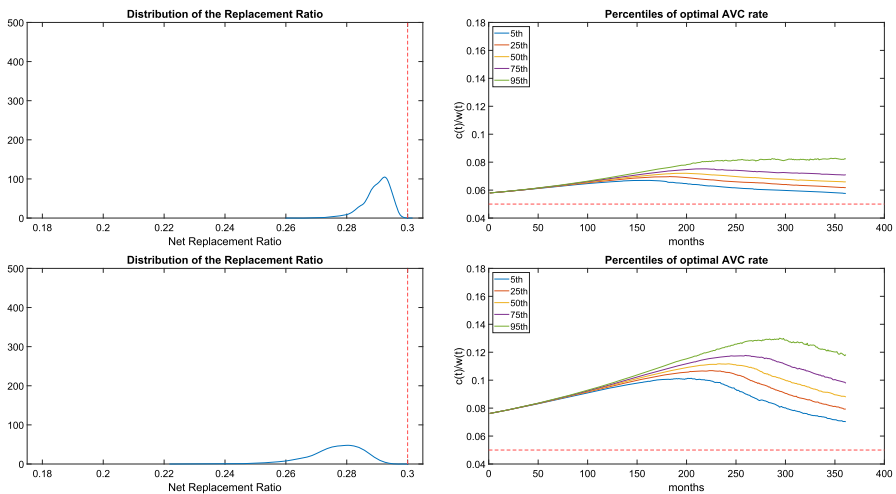 Distribution of the Replacement Ratio
500
400
300
200
100
0
0.18 0.2 0.22 0.24 0.26 0.28 0.3
Net Replacement Ratio
Percentiles of optimal AVC rate
c(t)/w(t)
0.18
0.16
0.14
0.12
0.1
0.08
0.06
0.04
5th
25th
50th
75th
95th
0 50 100 150 200 250 300 350 400
months
Distribution of the Replacement Ratio
500
400
300
200
100
0
0.18 0.2 0.22 0.24 0.26 0.28 0.3
Net Replacement Ratio
Percentiles of optimal AVC rate
c(t)/w(t)
0.18
0.16
0.14
0.12
0.1
0.08
0.06
0.04
5th
25th
50th
75th
95th
0 50 100 150 200 250 300 350 400
months